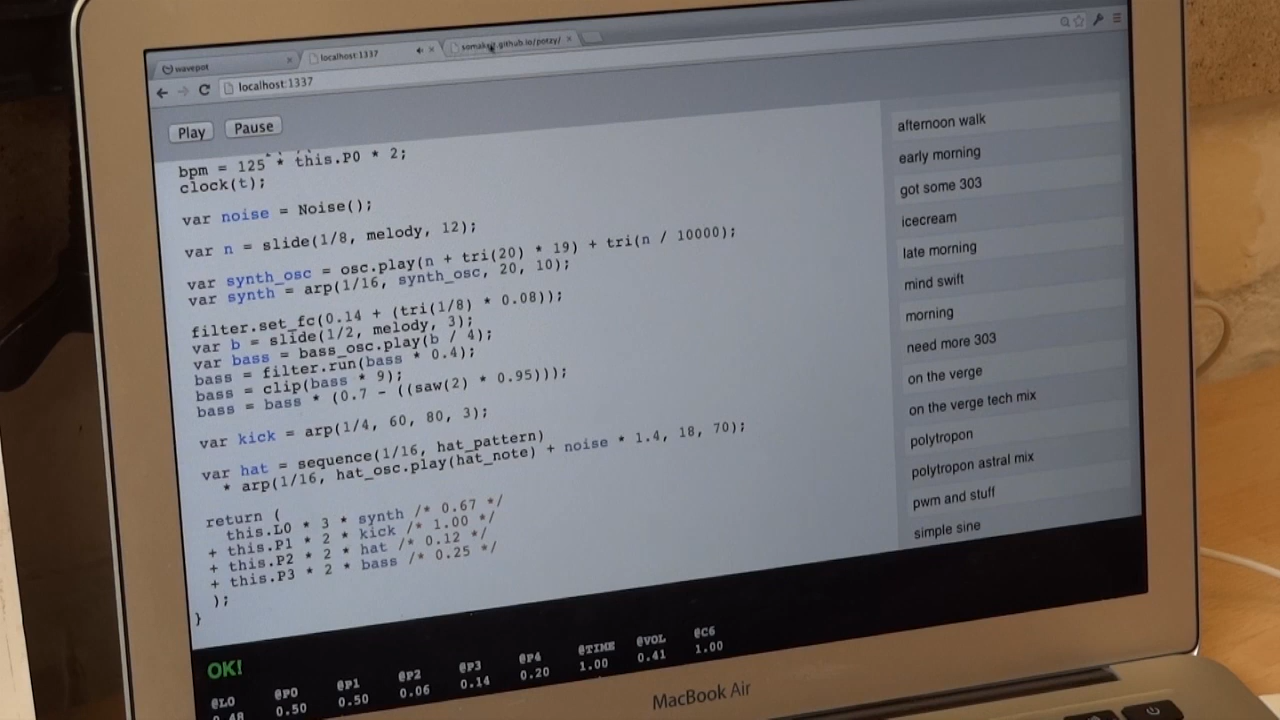 wavepot
localhost:1337
somaksit.github.io/potzy/
localhost:1337
Play
Pause
bpm = 125 * this.P0 * 2;
clock(t);
var noise = Noise();
var n = slide(1/8, melody, 12);
var synth_osc = osc.play(n + tri(20) * 19) + tri(n / 10000);
var synth = arp(1/16, synth_osc, 20, 10);
filter.set_fc(0.14 + (tri(1/8) * 0.08));
var b = slide(1/2, melody, 3);
var bass = bass_osc.play(b / 4);
bass = filter.run(bass * 0.4);
bass = clip(bass * 9);
bass = bass * (0.7 - ((saw(2) * 0.95)));
var kick = arp(1/4, 60, 80, 3);
var hat = sequence(1/16, hat_pattern)
* arp(1/16, hat_osc.play(hat_note) + noise * 1.4, 18, 70);
return (
this.L0 * 3 * synth /* 0.67 */
+ this.P1 * 2 * kick /* 1.00 */
+ this.P2 * 2 * hat /* 0.12 */
+ this.P3 * 2 * bass /* 0.25 */
);
}
afternoon walk
early morning
got some 303
icecream
late morning
mind swift
morning
need more 303
on the verge
on the verge tech mix
polytropon
polytropon astral mix
pwm and stuff
simple sine
OK!
@L0 @P0 @P1 @P2 @P3 @P4 @TIME @VOL @C6
0.48 0.50 0.50 0.06 0.14 0.20 1.00 0.41 1.00
MacBook Air